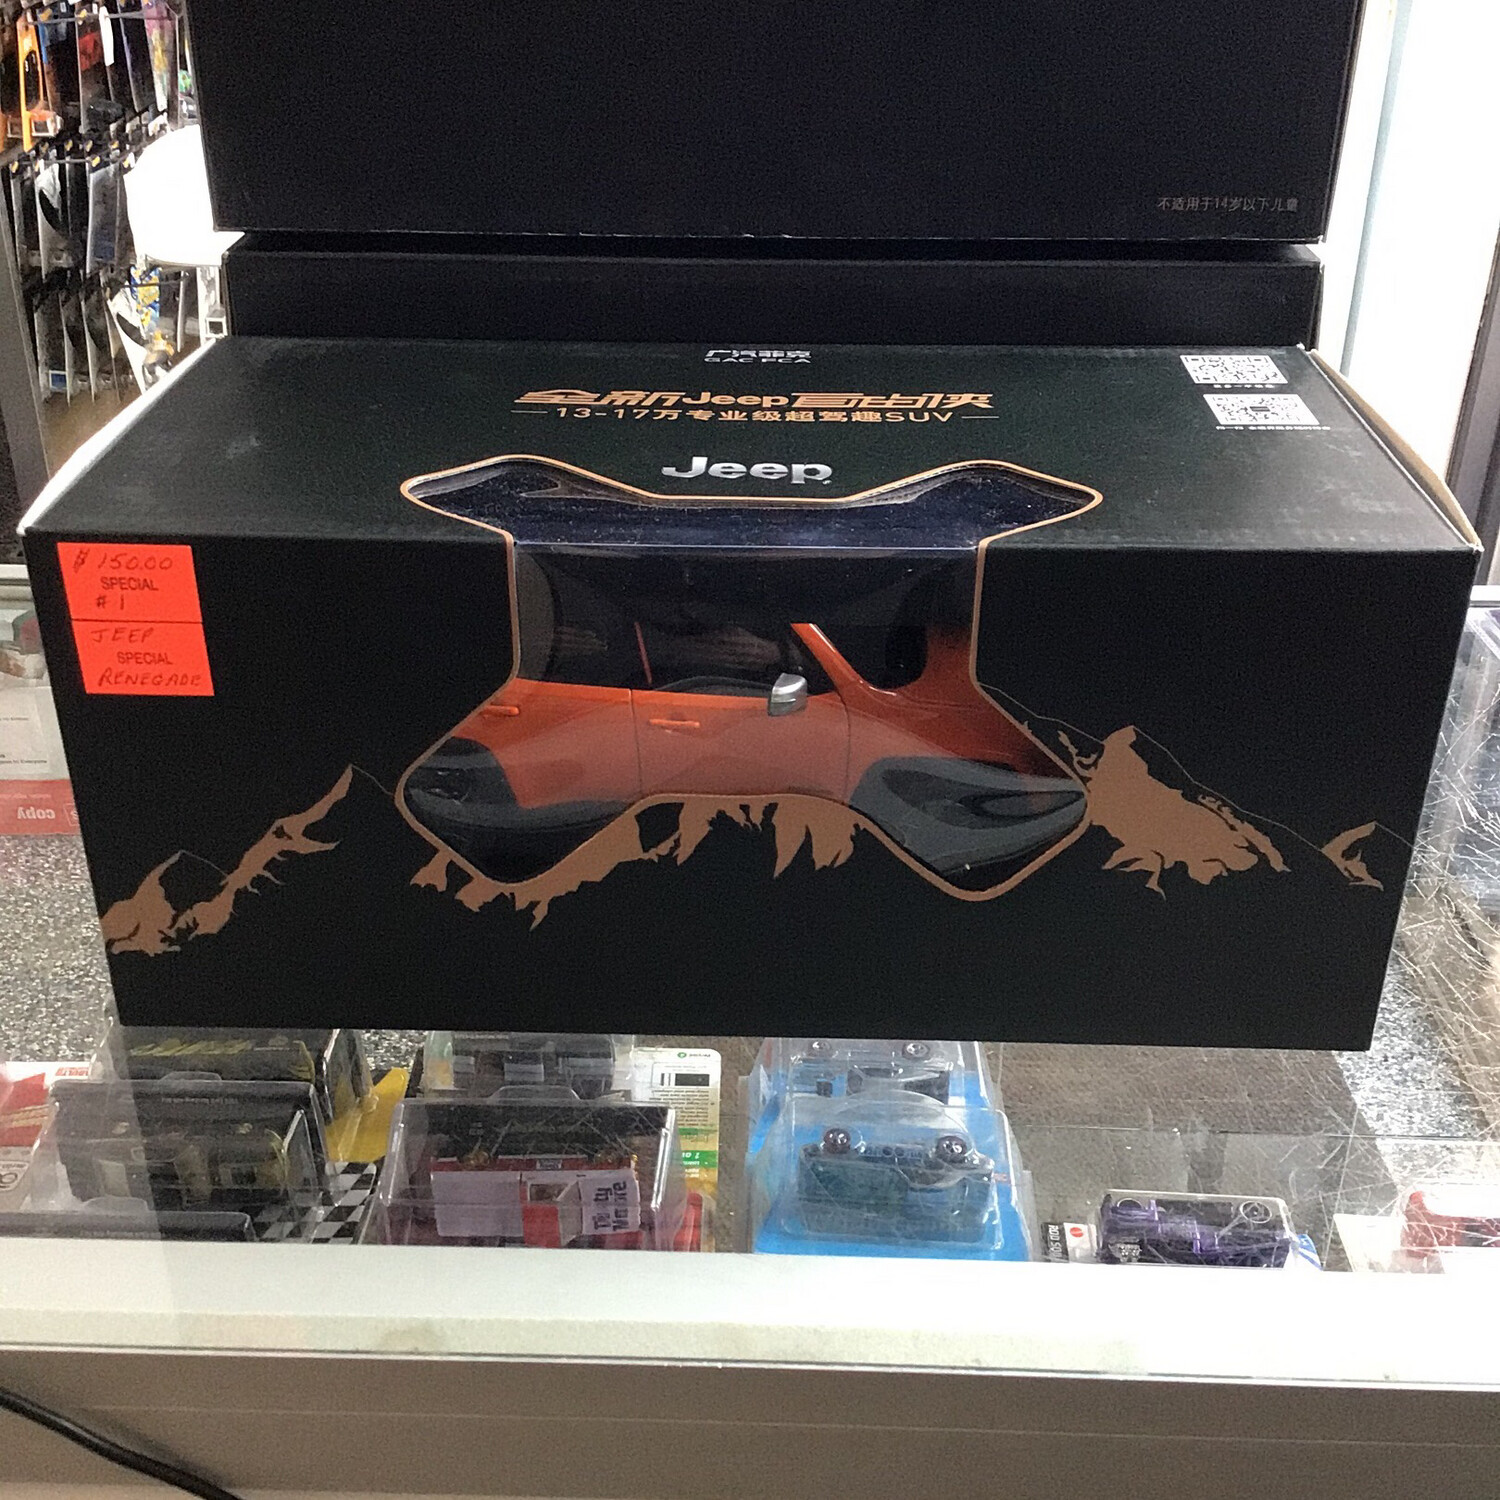 不适用于14岁以下儿童
广汽菲克
GAC FCA
全新Jeep自由侠
13-17万专业级超驾趣SUV
Jeep
$150.00
SPECIAL
#1
JEEP
SPECIAL
RENEGADE
copy